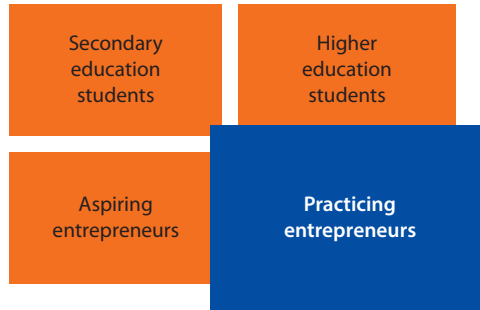 Secondary
education
students
Higher
education
students
Aspiring
entrepreneurs
Practicing
entrepreneurs